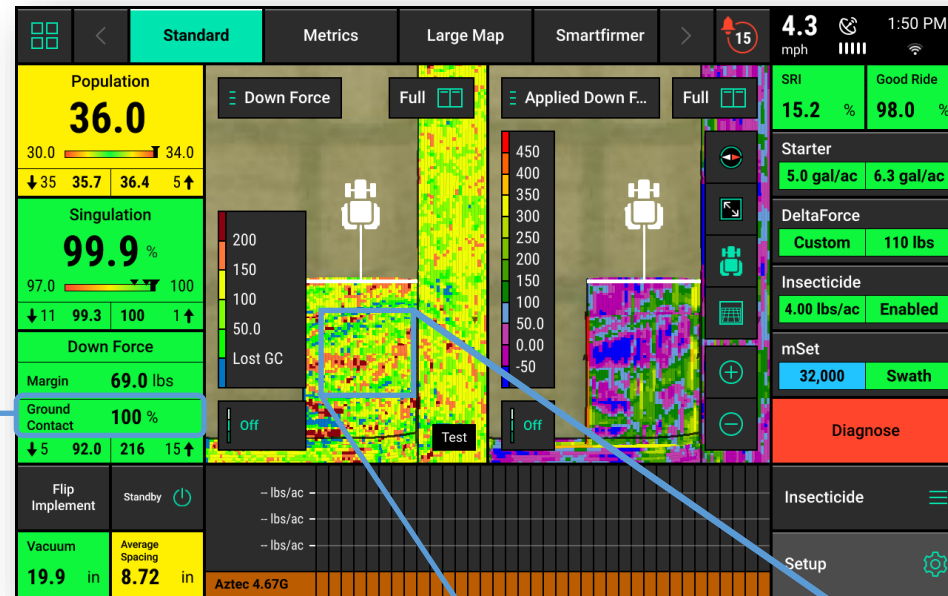 Standard
Metrics
Large Map
Smartfirmer
15
4.3
mph
1:50 PM
Population
36.0
30.0 34.0
35 35.7 36.4 5
Singulation
99.9 %
97.0 100
11 99.3 100 1
Down Force
Margin 69.0 lbs
Ground Contact 100 %
5 92.0 216 15
Flip Implement
Standby
Vacuum
19.9 in
Average Spacing
8.72 in
Down Force
Full
200
150
100
50.0
Lost GC
Off
Test
Applied Down F...
Full
450
400
350
300
250
200
150
100
50.0
0.00
-50
Off
-- lbs/ac
-- lbs/ac
-- lbs/ac
Aztec 4.67G
SRI
15.2 %
Good Ride
98.0 %
Starter
5.0 gal/ac 6.3 gal/ac
DeltaForce
Custom 110 lbs
Insecticide
4.00 lbs/ac Enabled
mSet
32,000 Swath
Diagnose
Insecticide
Setup